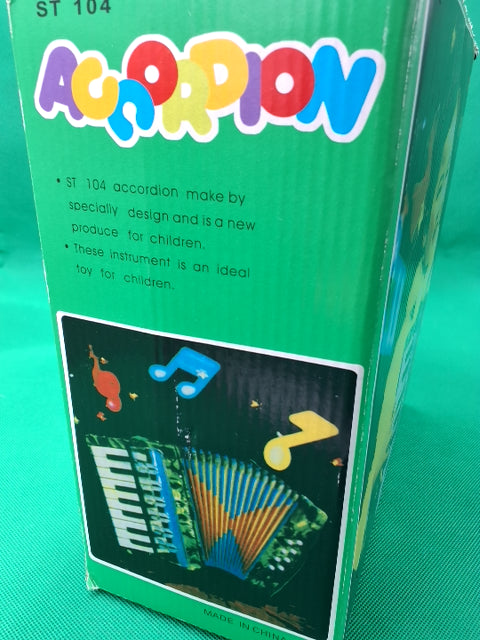 ST 104
ACCORDION
• ST 104 accordion make by
specially design and is a new
produce for children.
• These instrument is an ideal
toy for children.
MADE IN CHINA